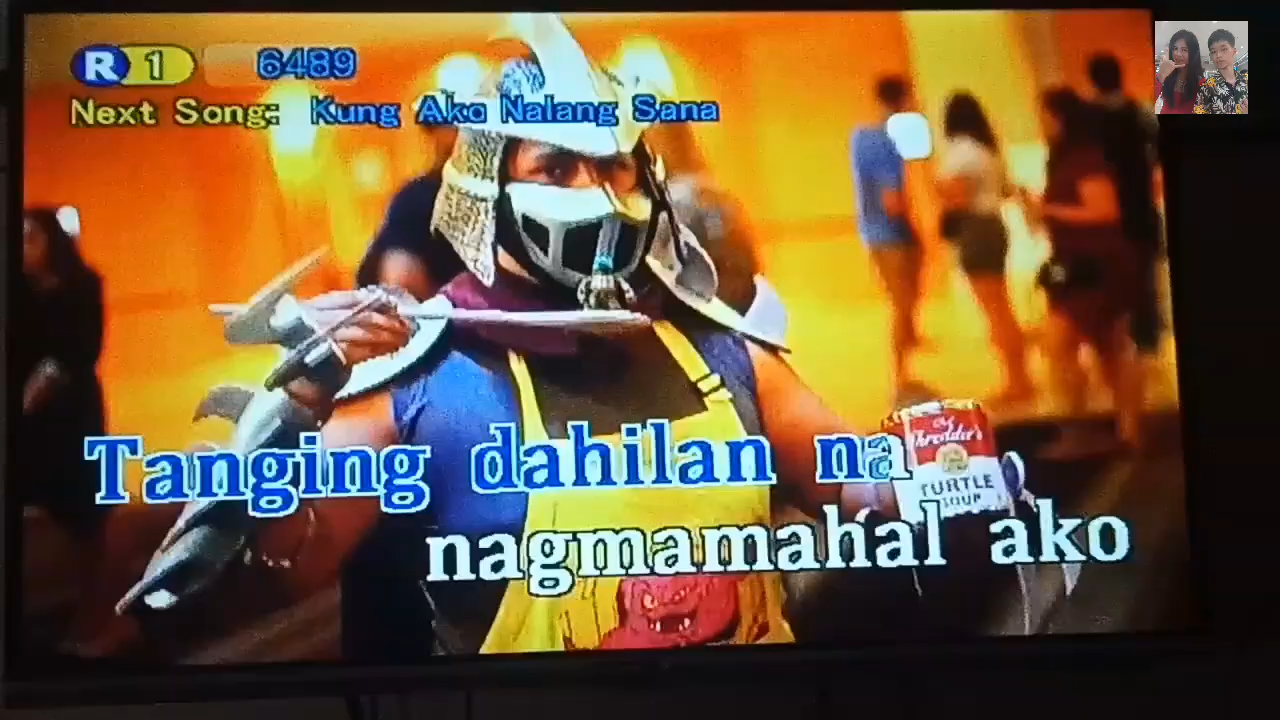 R 1 6489
Next Song: Kung Ako Nalang Sana
Tanging dahilan na
nagmamahal ako
Shredder's
TURTLE
SOUP